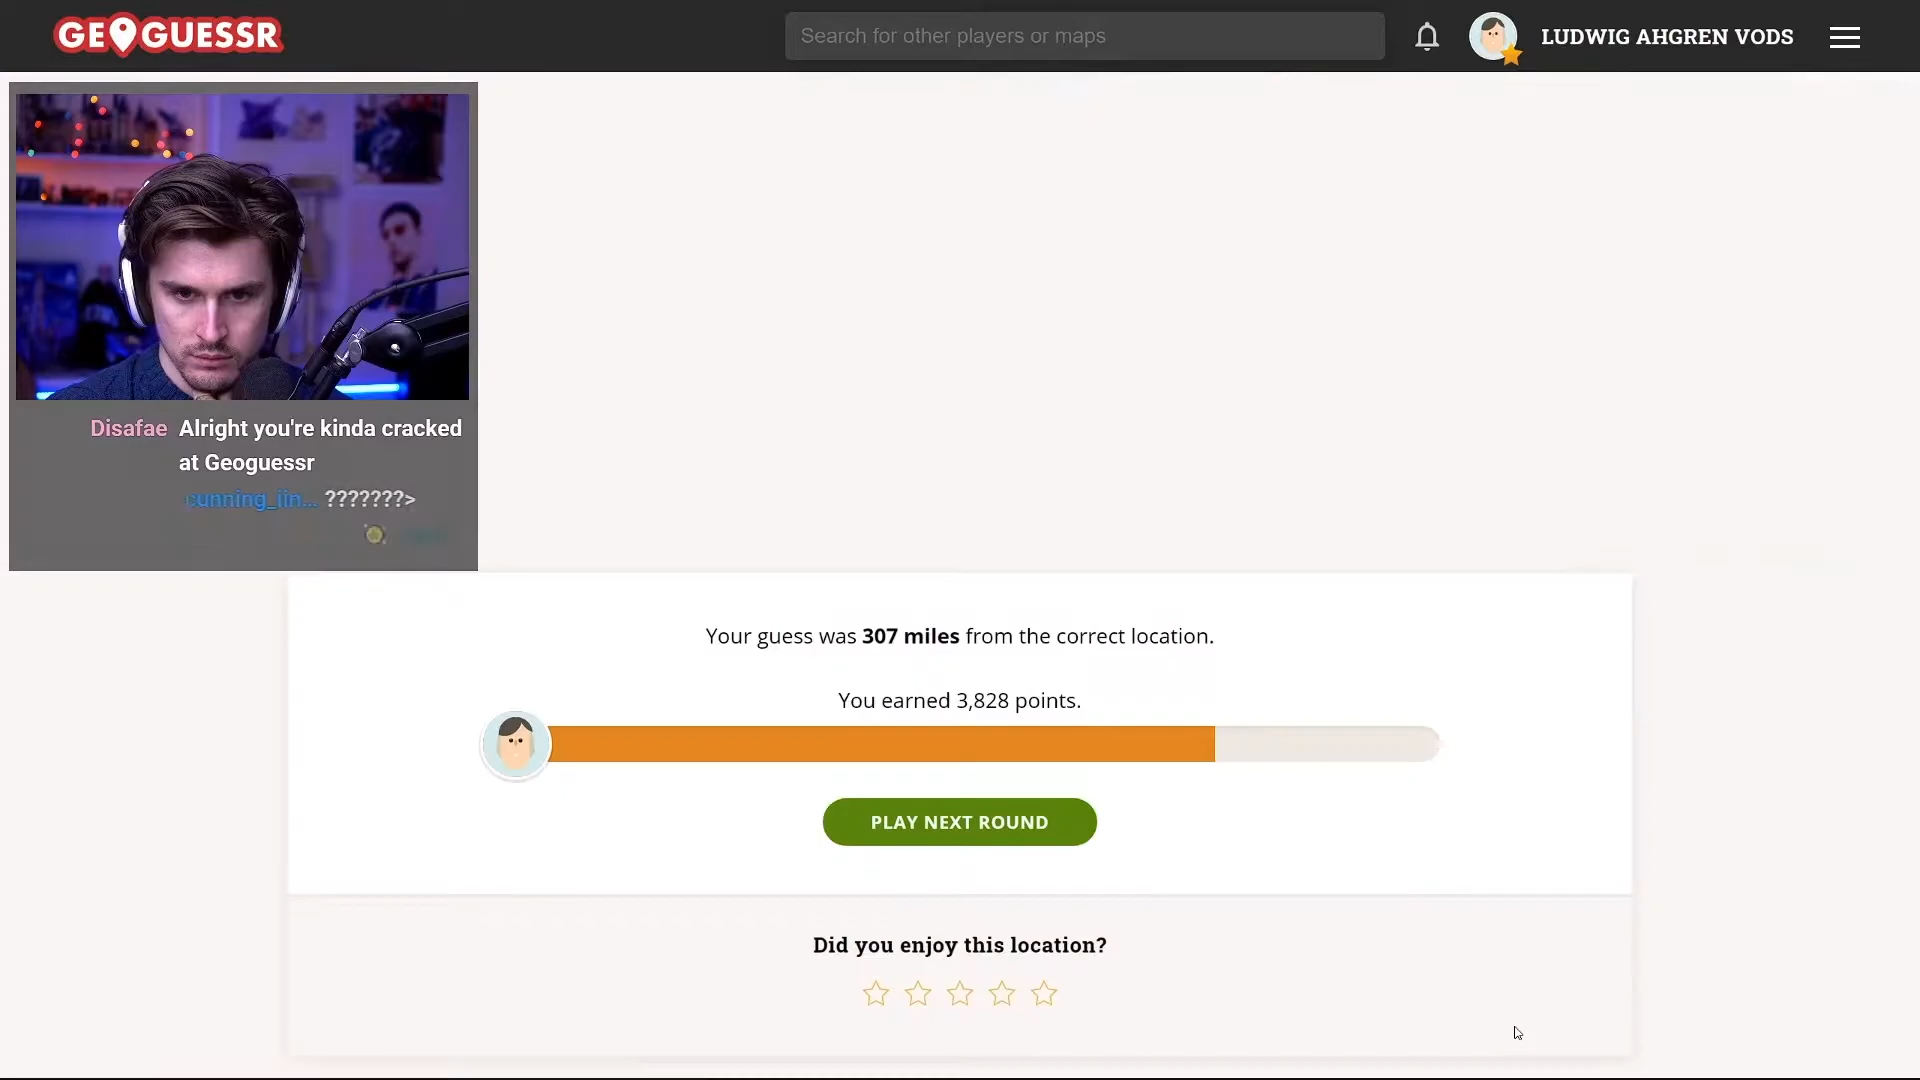 GEOGUESSR
Search for other players or maps
LUDWIG AHGREN VODS
Disafae Alright you're kinda cracked
at Geoguessr
cunning_jin... ???????>
Your guess was 307 miles from the correct location.
You earned 3,828 points.
PLAY NEXT ROUND
Did you enjoy this location?